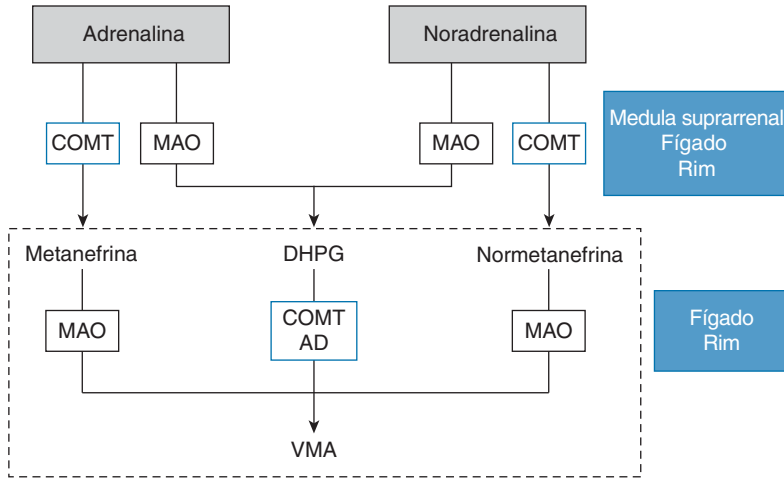 Adrenalina
Noradrenalina
COMT
MAO
MAO
COMT
Medula suprarrenal
Fígado
Rim
Metanefrina
DHPG
Normetanefrina
MAO
COMT
AD
MAO
Fígado
Rim
VMA